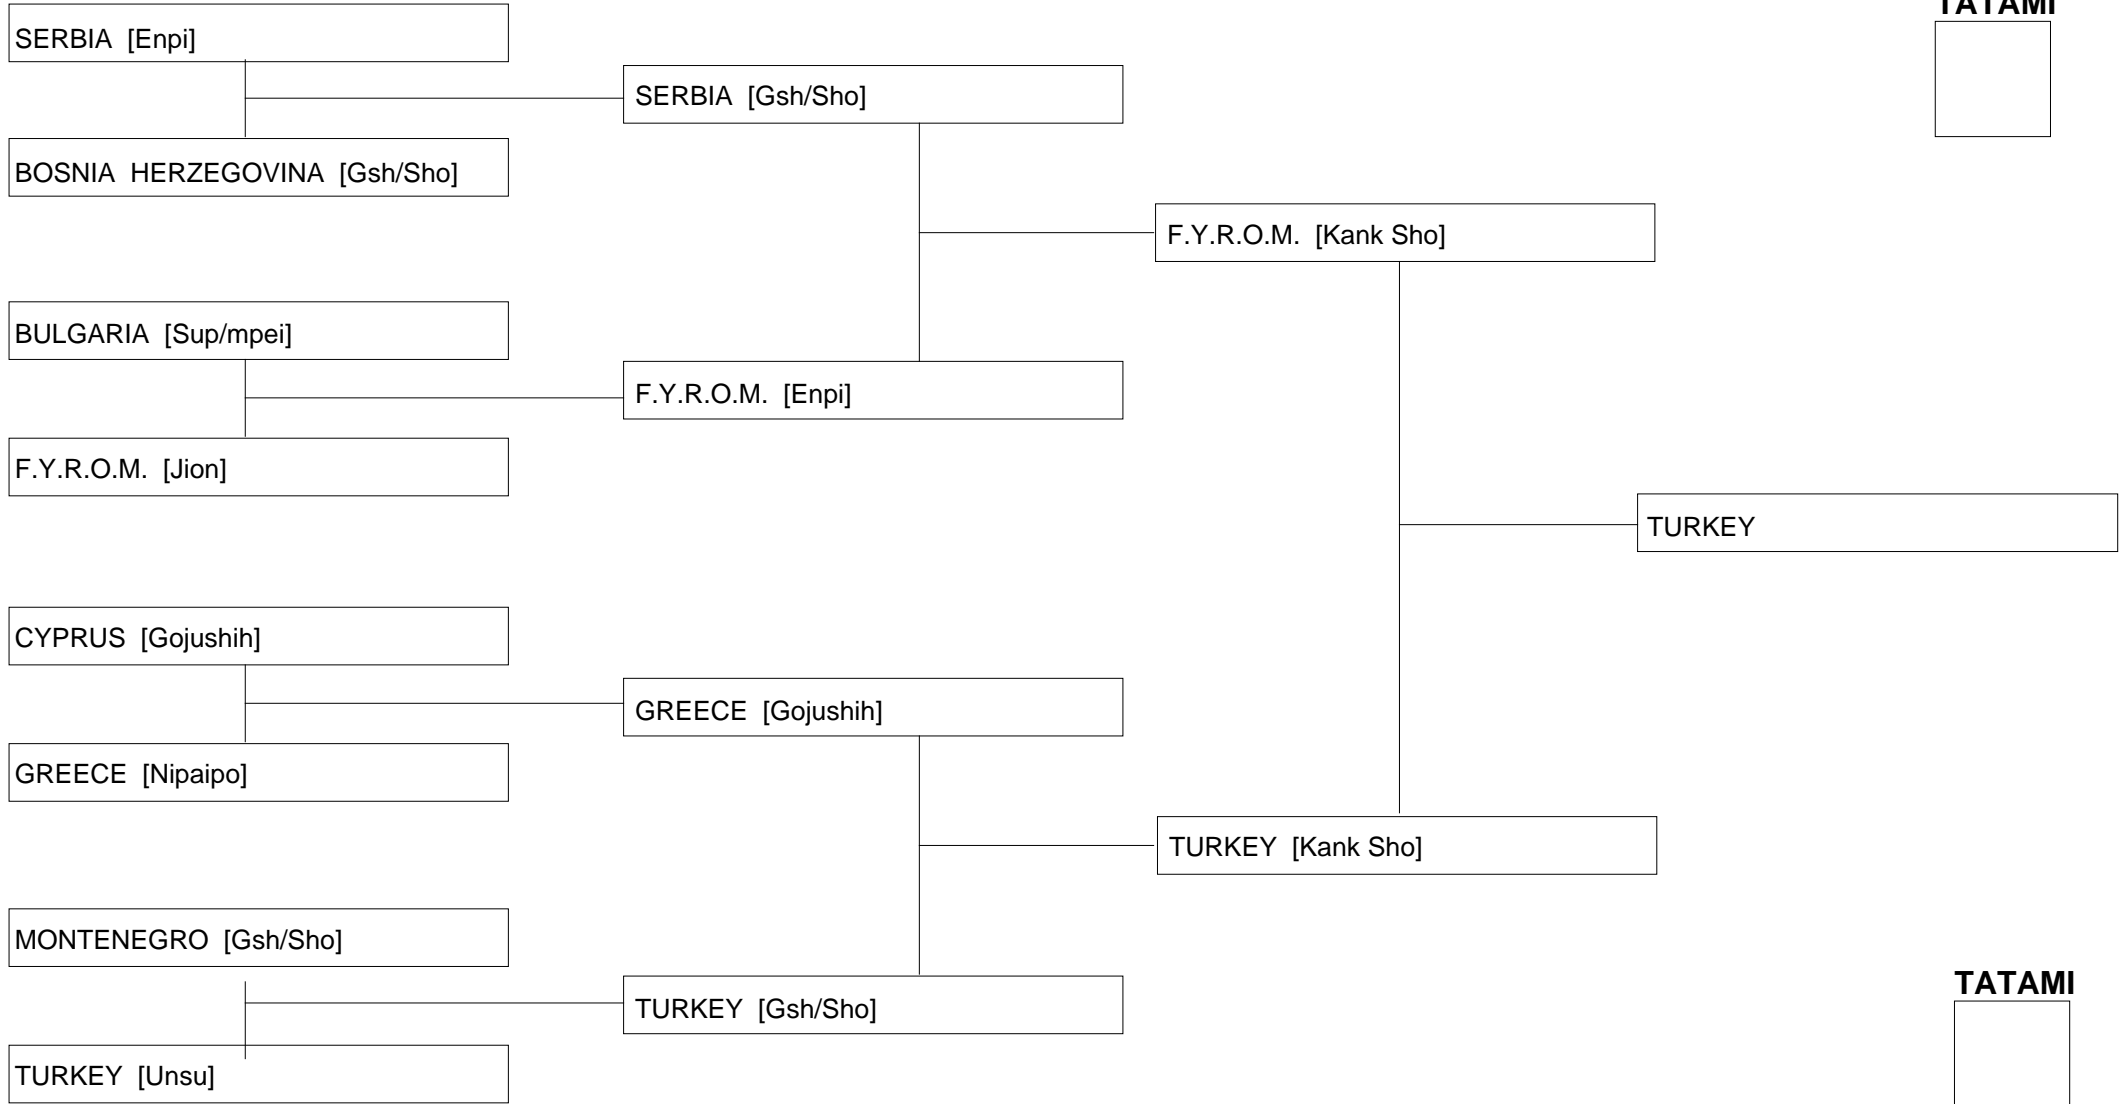 TATAMI
SERBIA [Enpi]
SERBIA [Gsh/Sho]
BOSNIA HERZEGOVINA [Gsh/Sho]
F.Y.R.O.M. [Kank Sho]
BULGARIA [Sup/mpei]
F.Y.R.O.M. [Enpi]
F.Y.R.O.M. [Jion]
TURKEY
CYPRUS [Gojushih]
GREECE [Gojushih]
GREECE [Nipaipo]
TURKEY [Kank Sho]
MONTENEGRO [Gsh/Sho]
TATAMI
TURKEY [Gsh/Sho]
TURKEY [Unsu]